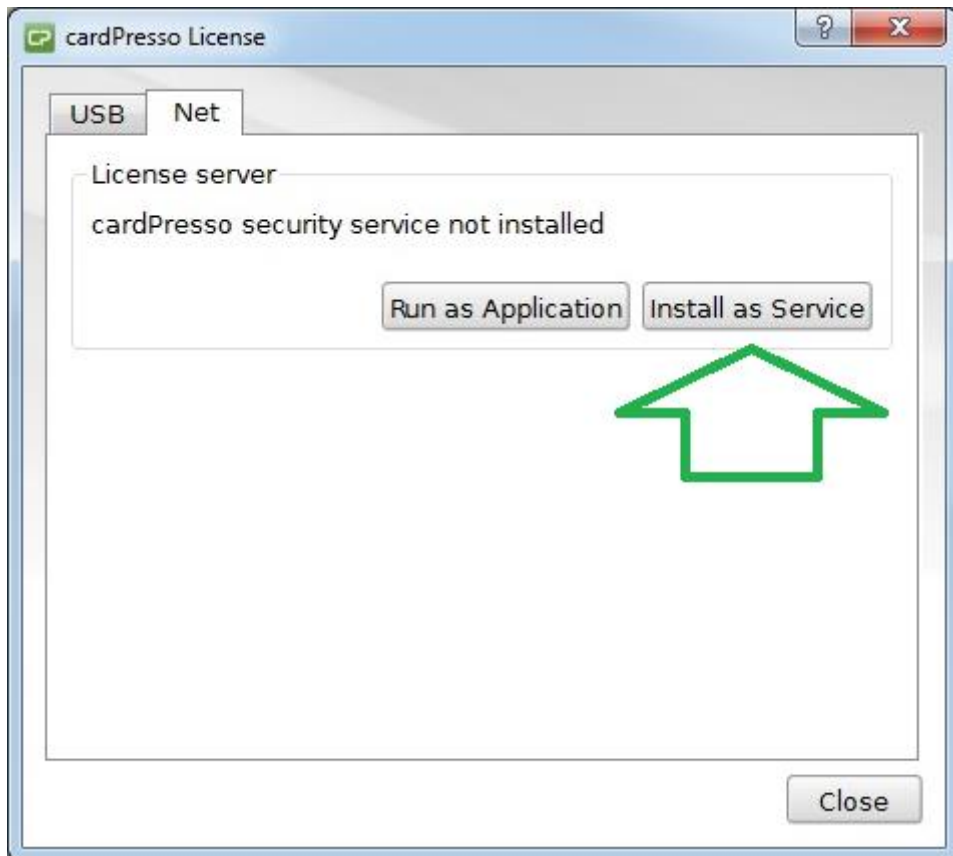 cardPresso License
USB Net
License server
cardPresso security service not installed
Run as Application Install as Service
Close